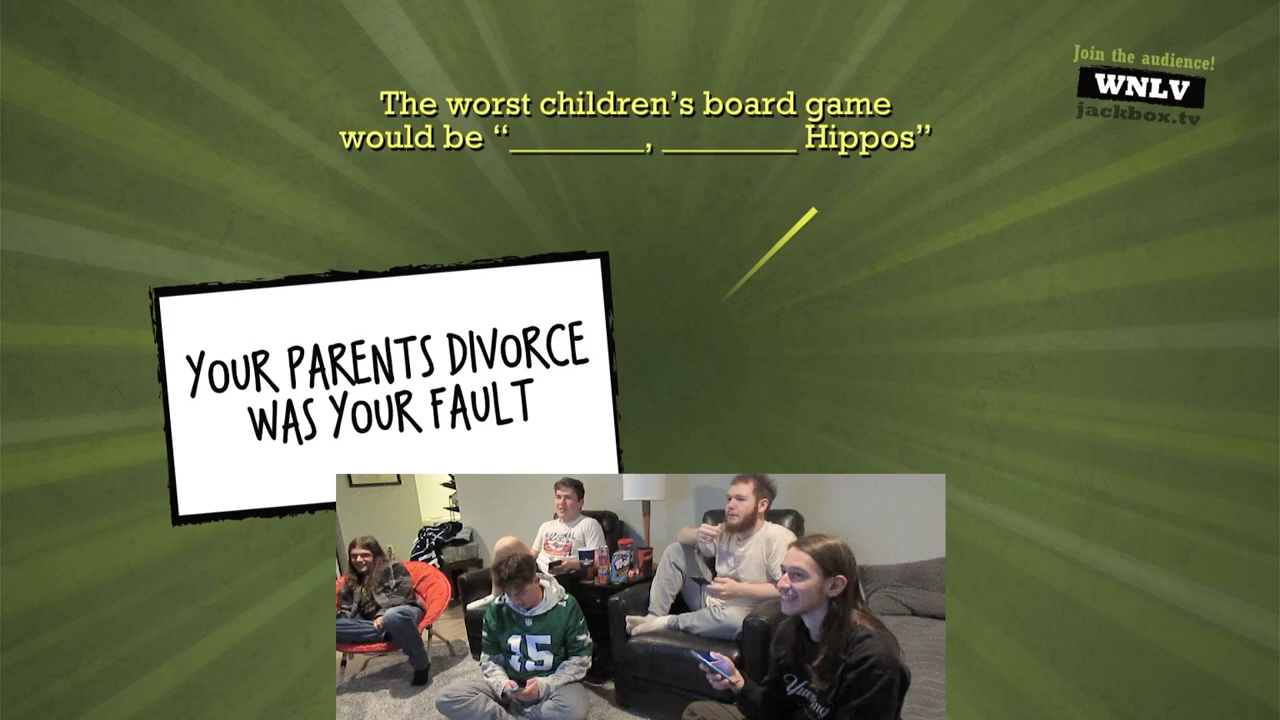 Join the audience!
WNLV
jackbox.tv
The worst children’s board game
would be “________, ________ Hippos”
YOUR PARENTS DIVORCE
WAS YOUR FAULT
15